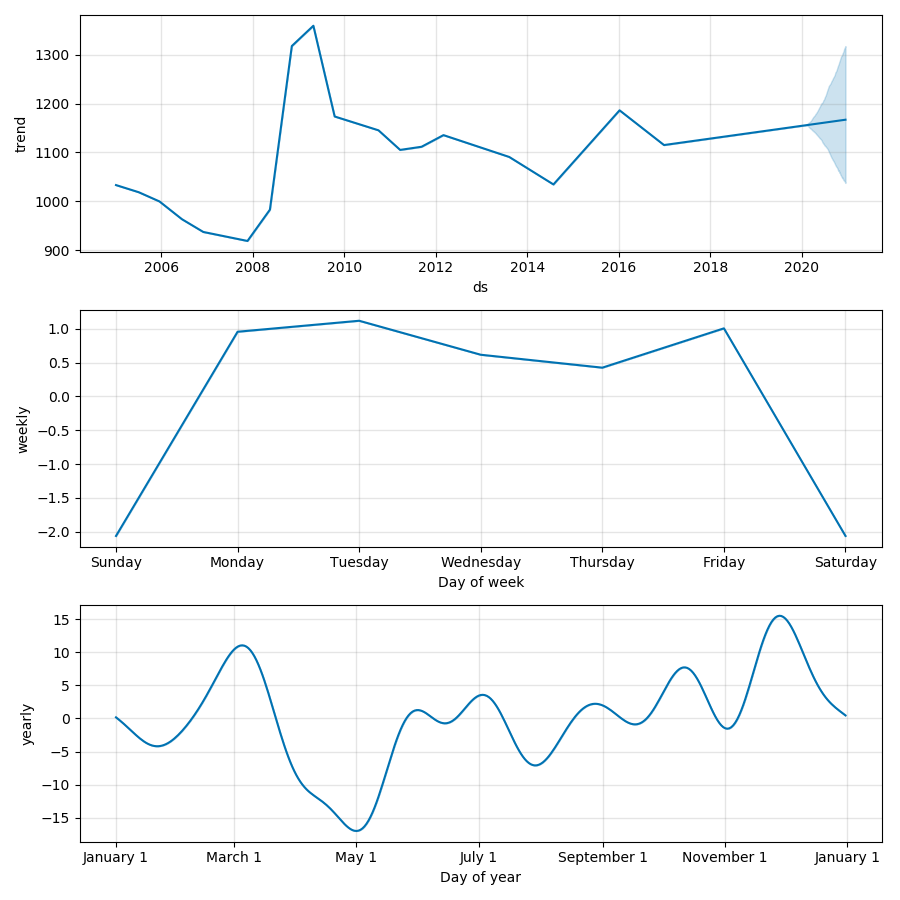 1300
1200
1100
1000
900
trend
2006 2008 2010 2012 2014 2016 2018 2020
ds
1.0
0.5
0.0
−0.5
−1.0
−1.5
−2.0
weekly
Sunday Monday Tuesday Wednesday Thursday Friday Saturday
Day of week
15
10
5
0
−5
−10
−15
yearly
January 1 March 1 May 1 July 1 September 1 November 1 January 1
Day of year